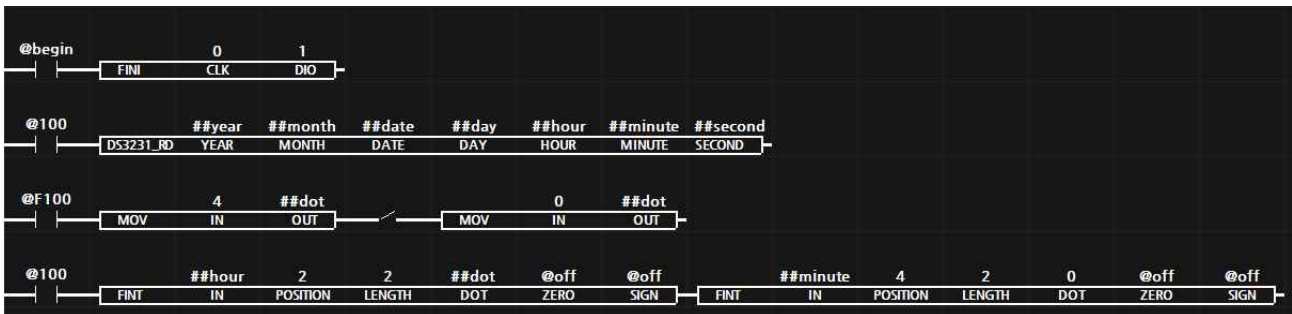 @begin 0 1
FINI CLK DIO
@100 ##year ##month ##date ##day ##hour ##minute ##second
DS3231_RD YEAR MONTH DATE DAY HOUR MINUTE SECOND
@F100 4 ##dot 0 ##dot
MOV IN OUT MOV IN OUT
@100 ##hour 2 2 ##dot @off @off ##minute 4 2 0 @off @off
FINT IN POSITION LENGTH DOT ZERO SIGN FINT IN POSITION LENGTH DOT ZERO SIGN